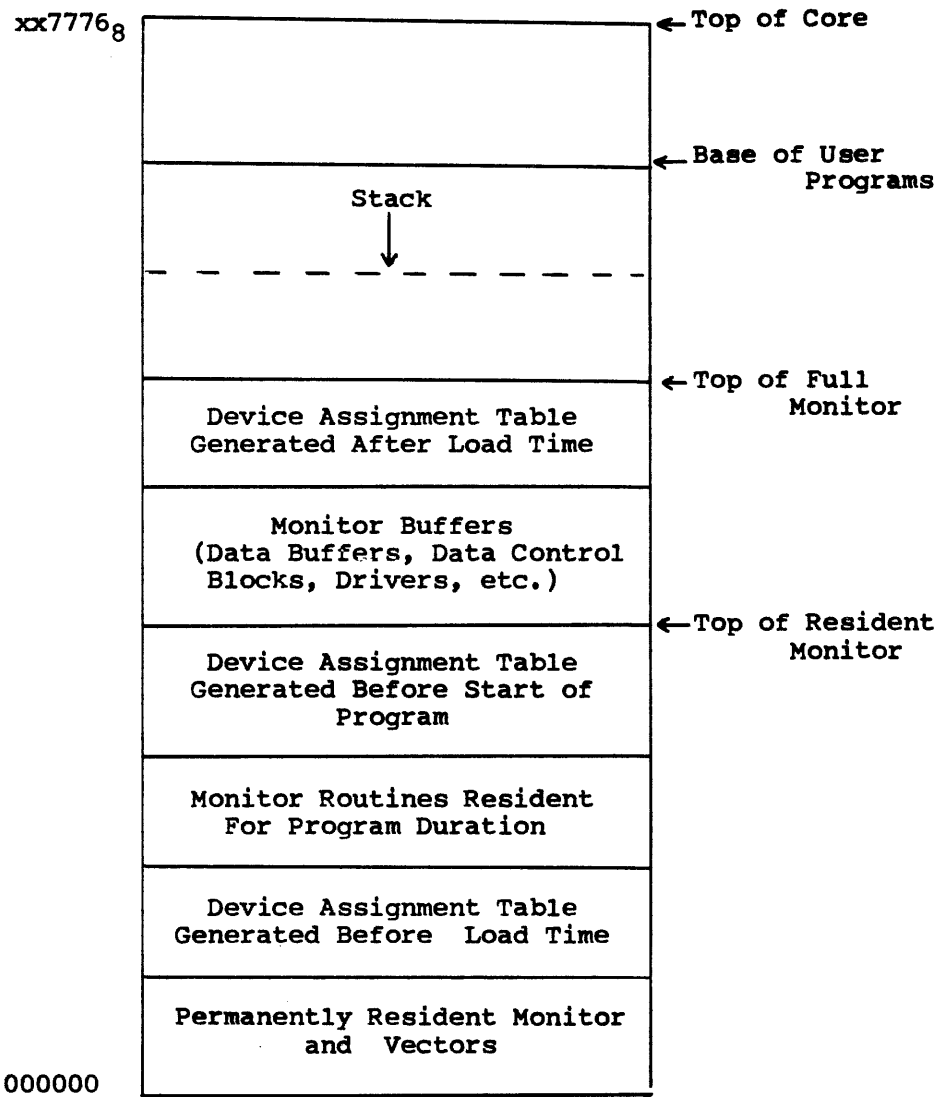 xx7776₈
Top of Core
Base of User
Programs
Stack
Top of Full
Monitor
Device Assignment Table
Generated After Load Time
Monitor Buffers
(Data Buffers, Data Control
Blocks, Drivers, etc.)
Top of Resident
Monitor
Device Assignment Table
Generated Before Start of
Program
Monitor Routines Resident
For Program Duration
Device Assignment Table
Generated Before Load Time
Permanently Resident Monitor
and Vectors
000000